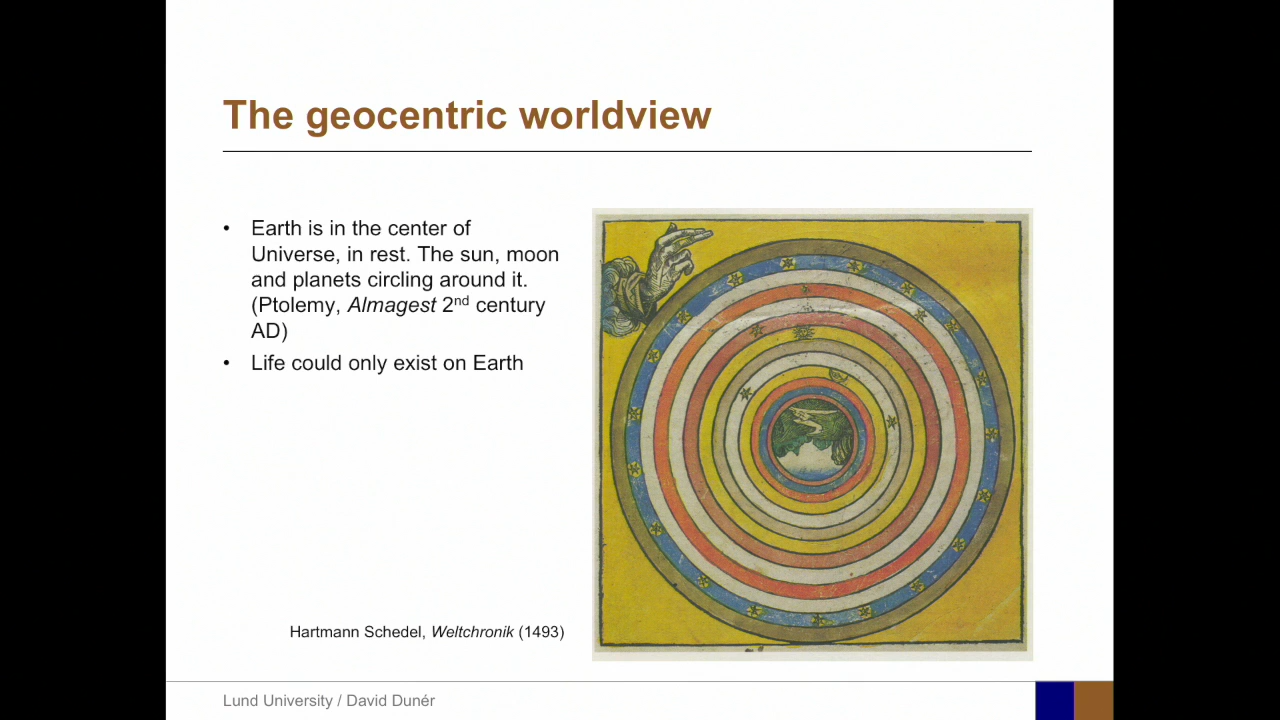 The geocentric worldview
• Earth is in the center of
Universe, in rest. The sun, moon
and planets circling around it.
(Ptolemy, Almagest 2nd century
AD)
• Life could only exist on Earth
Hartmann Schedel, Weltchronik (1493)
Lund University / David Dunér